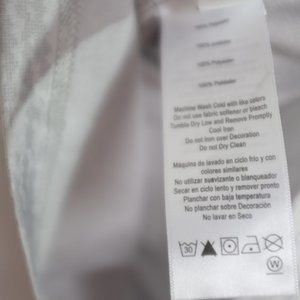 100% Polyester
100% Polyester
100% Poliéster
Machine Wash Cold with like colors
Do not use fabric softener or bleach
Tumble Dry Low and Remove Promptly
Cool Iron
Do not Iron over Decoration
Do not Dry Clean
Máquina de lavado en ciclo frío y con
colores similares
No utilizar suavizante o blanqueador
Secar en ciclo lento y remover pronto
Planchar con baja temperatura
No planchar sobre Decoración
No lavar en Seco
30
W